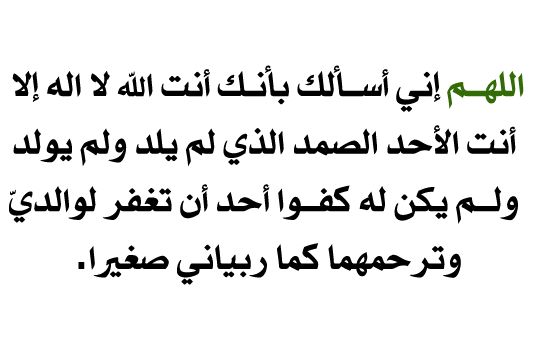 اللهـم إني أسـألك بأنـك أنت الله لا اله إلا
أنت الأحد الصمد الذي لم يلد ولم يولد
ولـم يكن له كفـوا أحد أن تغفر لوالديّ
وترحمهما كما ربياني صغيرا.